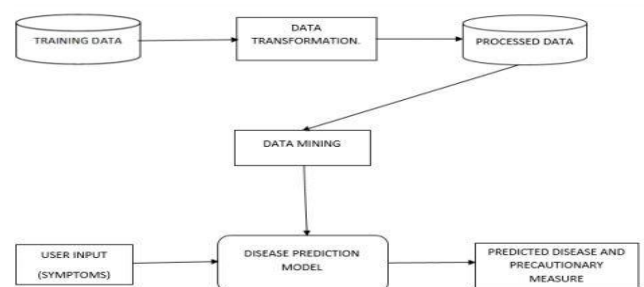 TRAINING DATA
DATA
TRANSFORMATION.
PROCESSED DATA
DATA MINING
USER INPUT
(SYMPTOMS)
DISEASE PREDICTION
MODEL
PREDICTED DISEASE AND
PRECAUTIONARY
MEASURE